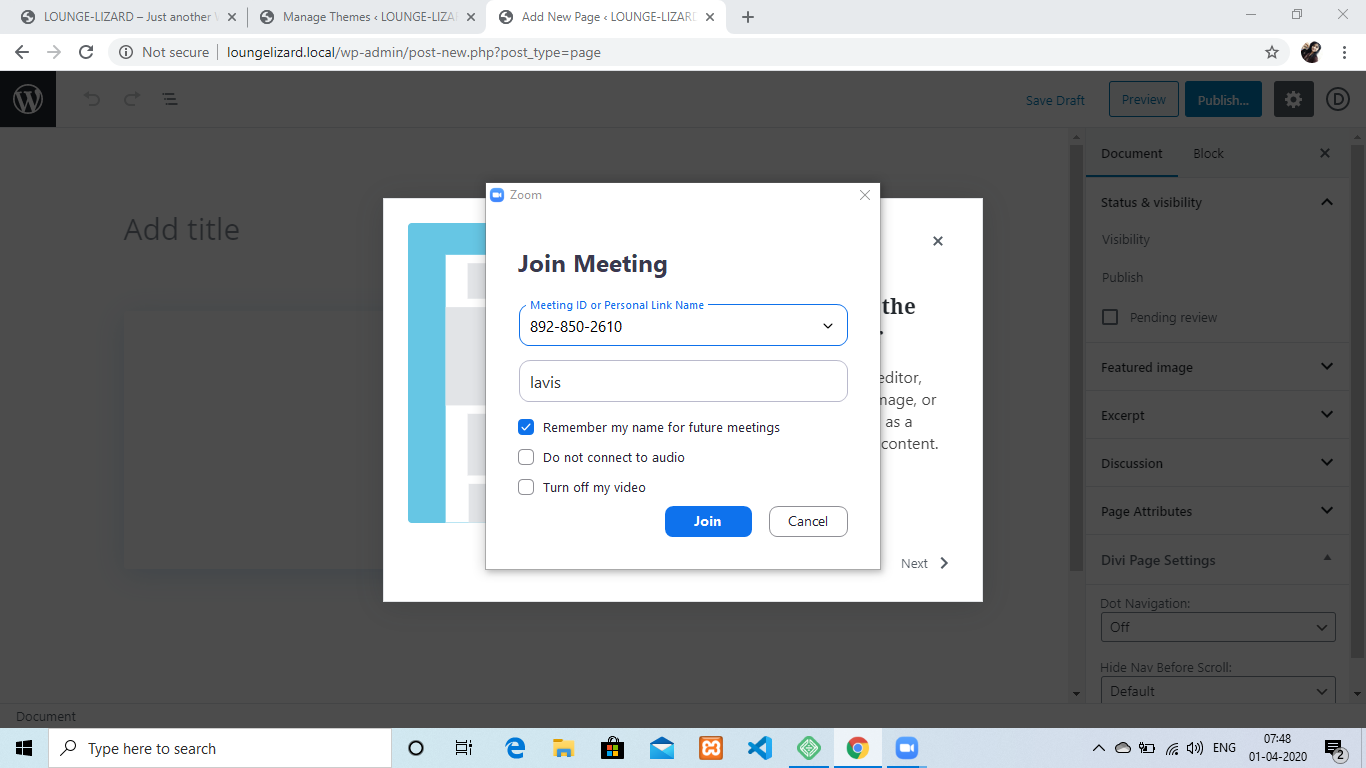 LOUNGE-LIZARD – Just another
Manage Themes ‹ LOUNGE-LIZA
Add New Page ‹ LOUNGE-LIZARD
Not secure
loungelizard.local/wp-admin/post-new.php?post_type=page
Save Draft
Preview
Publish...
Document
Block
Add title
Status & visibility
Visibility
Publish
Pending review
Featured image
Excerpt
Discussion
Page Attributes
Divi Page Settings
Dot Navigation:
Off
Hide Nav Before Scroll:
Default
the
editor,
mage, or
as a
content.
Next
Zoom
Join Meeting
Meeting ID or Personal Link Name
892-850-2610
lavis
Remember my name for future meetings
Do not connect to audio
Turn off my video
Join
Cancel
Document
Type here to search
ENG
07:48
01-04-2020
2